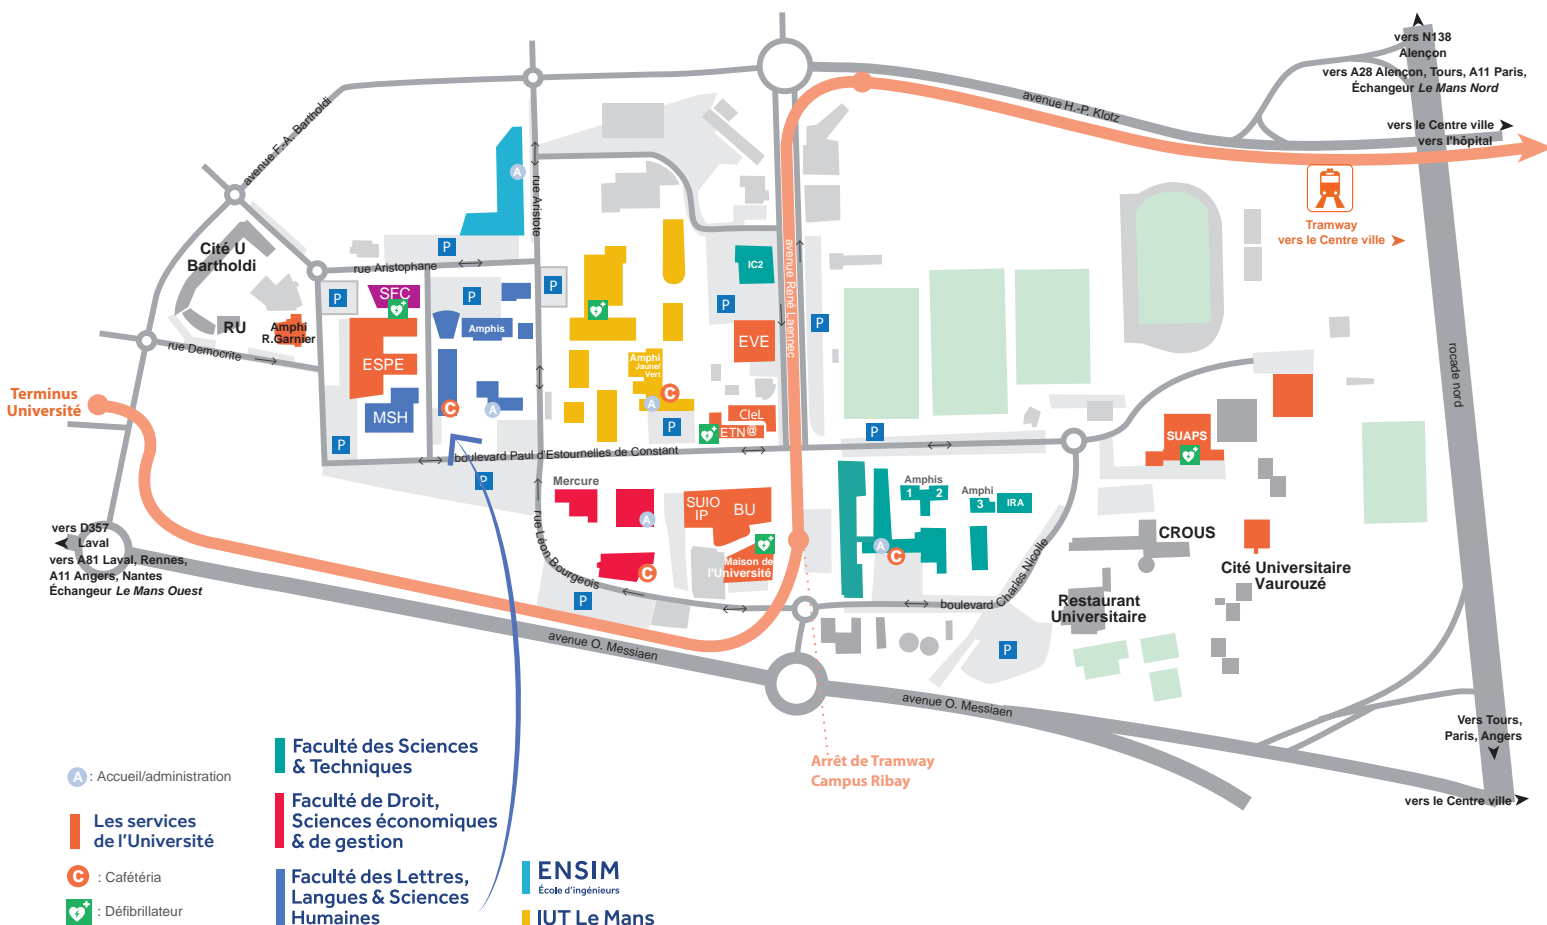 vers N138
Alençon
vers A28 Alençon, Tours, A11 Paris,
Échangeur Le Mans Nord
vers le Centre ville
vers l'hôpital
avenue H.-P. Klotz
avenue F.-A. Bartholdi
rue Aristote
A
P
Tramway
vers le Centre ville
Cité U
Bartholdi
rue Aristophane
IC2
avenue René Laennec
P
P
P
P
P
SFC
RU
Amphi
R.Garnier
Amphis
EVE
rue Démocrite
ESPE
Amphi
Jaune/
Vert
rocade nord
Terminus
Université
C
A
C
A
MSH
CIeL
ETN@
P
P
P
SUAPS
boulevard Paul d'Estournelles de Constant
P
Mercure
SUIO
IP
BU
A
Amphis
1
2
Amphi
3
IRA
vers D357
Laval
vers A81 Laval, Rennes,
A11 Angers, Nantes
Échangeur Le Mans Ouest
rue Léon Bourgeois
Maison de
l'Université
C
A
C
CROUS
Cité Universitaire
Vaurouzé
boulevard Charles Nicolle
Restaurant
Universitaire
P
P
avenue O. Messiaen
avenue O. Messiaen
Vers Tours,
Paris, Angers
vers le Centre ville
Arrêt de Tramway
Campus Ribay
A : Accueil/administration
Les services
de l'Université
C : Cafétéria
: Défibrillateur
Faculté des Sciences
& Techniques
Faculté de Droit,
Sciences économiques
& de gestion
Faculté des Lettres,
Langues & Sciences
Humaines
ENSIM
École d'ingénieurs
IUT Le Mans